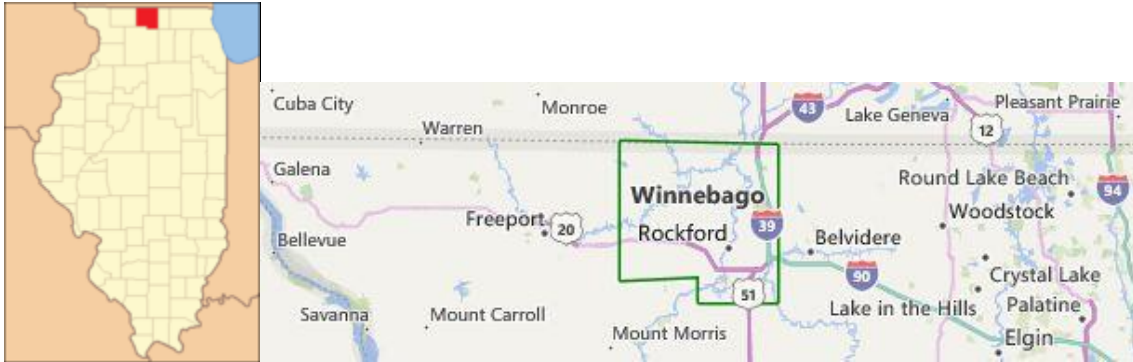 Cuba City
Monroe
43
Lake Geneva
Pleasant Prairie
Warren
12
Galena
Round Lake Beach
94
Winnebago
Woodstock
Freeport
20
Rockford
39
Belvidere
Bellevue
90
Crystal Lake
51
Lake in the Hills
Palatine
Savanna
Mount Carroll
Mount Morris
Elgin